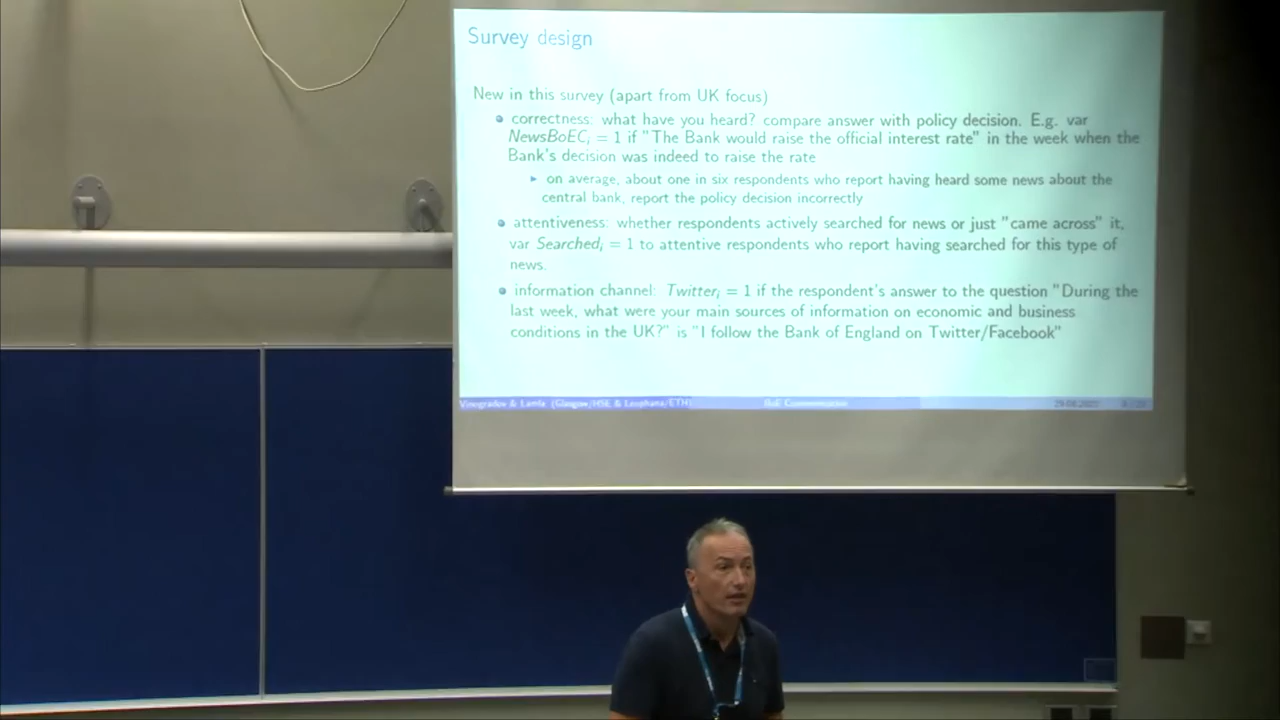 Survey design
New in this survey (apart from UK focus)
correctness: what have you heard? compare answer with policy decision. E.g. var
NewsBoECᵢ = 1 if "The Bank would raise the official interest rate" in the week when the
Bank's decision was indeed to raise the rate
on average, about one in six respondents who report having heard some news about the
central bank, report the policy decision incorrectly
attentiveness: whether respondents actively searched for news or just "came across" it,
var Searchedᵢ = 1 to attentive respondents who report having searched for this type of
news.
information channel: Twitterᵢ = 1 if the respondent's answer to the question "During the
last week, what were your main sources of information on economic and business
conditions in the UK?" is "I follow the Bank of England on Twitter/Facebook"
Vinogradov & Lamla (Glasgow/HSE & Leuphana/ETH)
BoE Communication